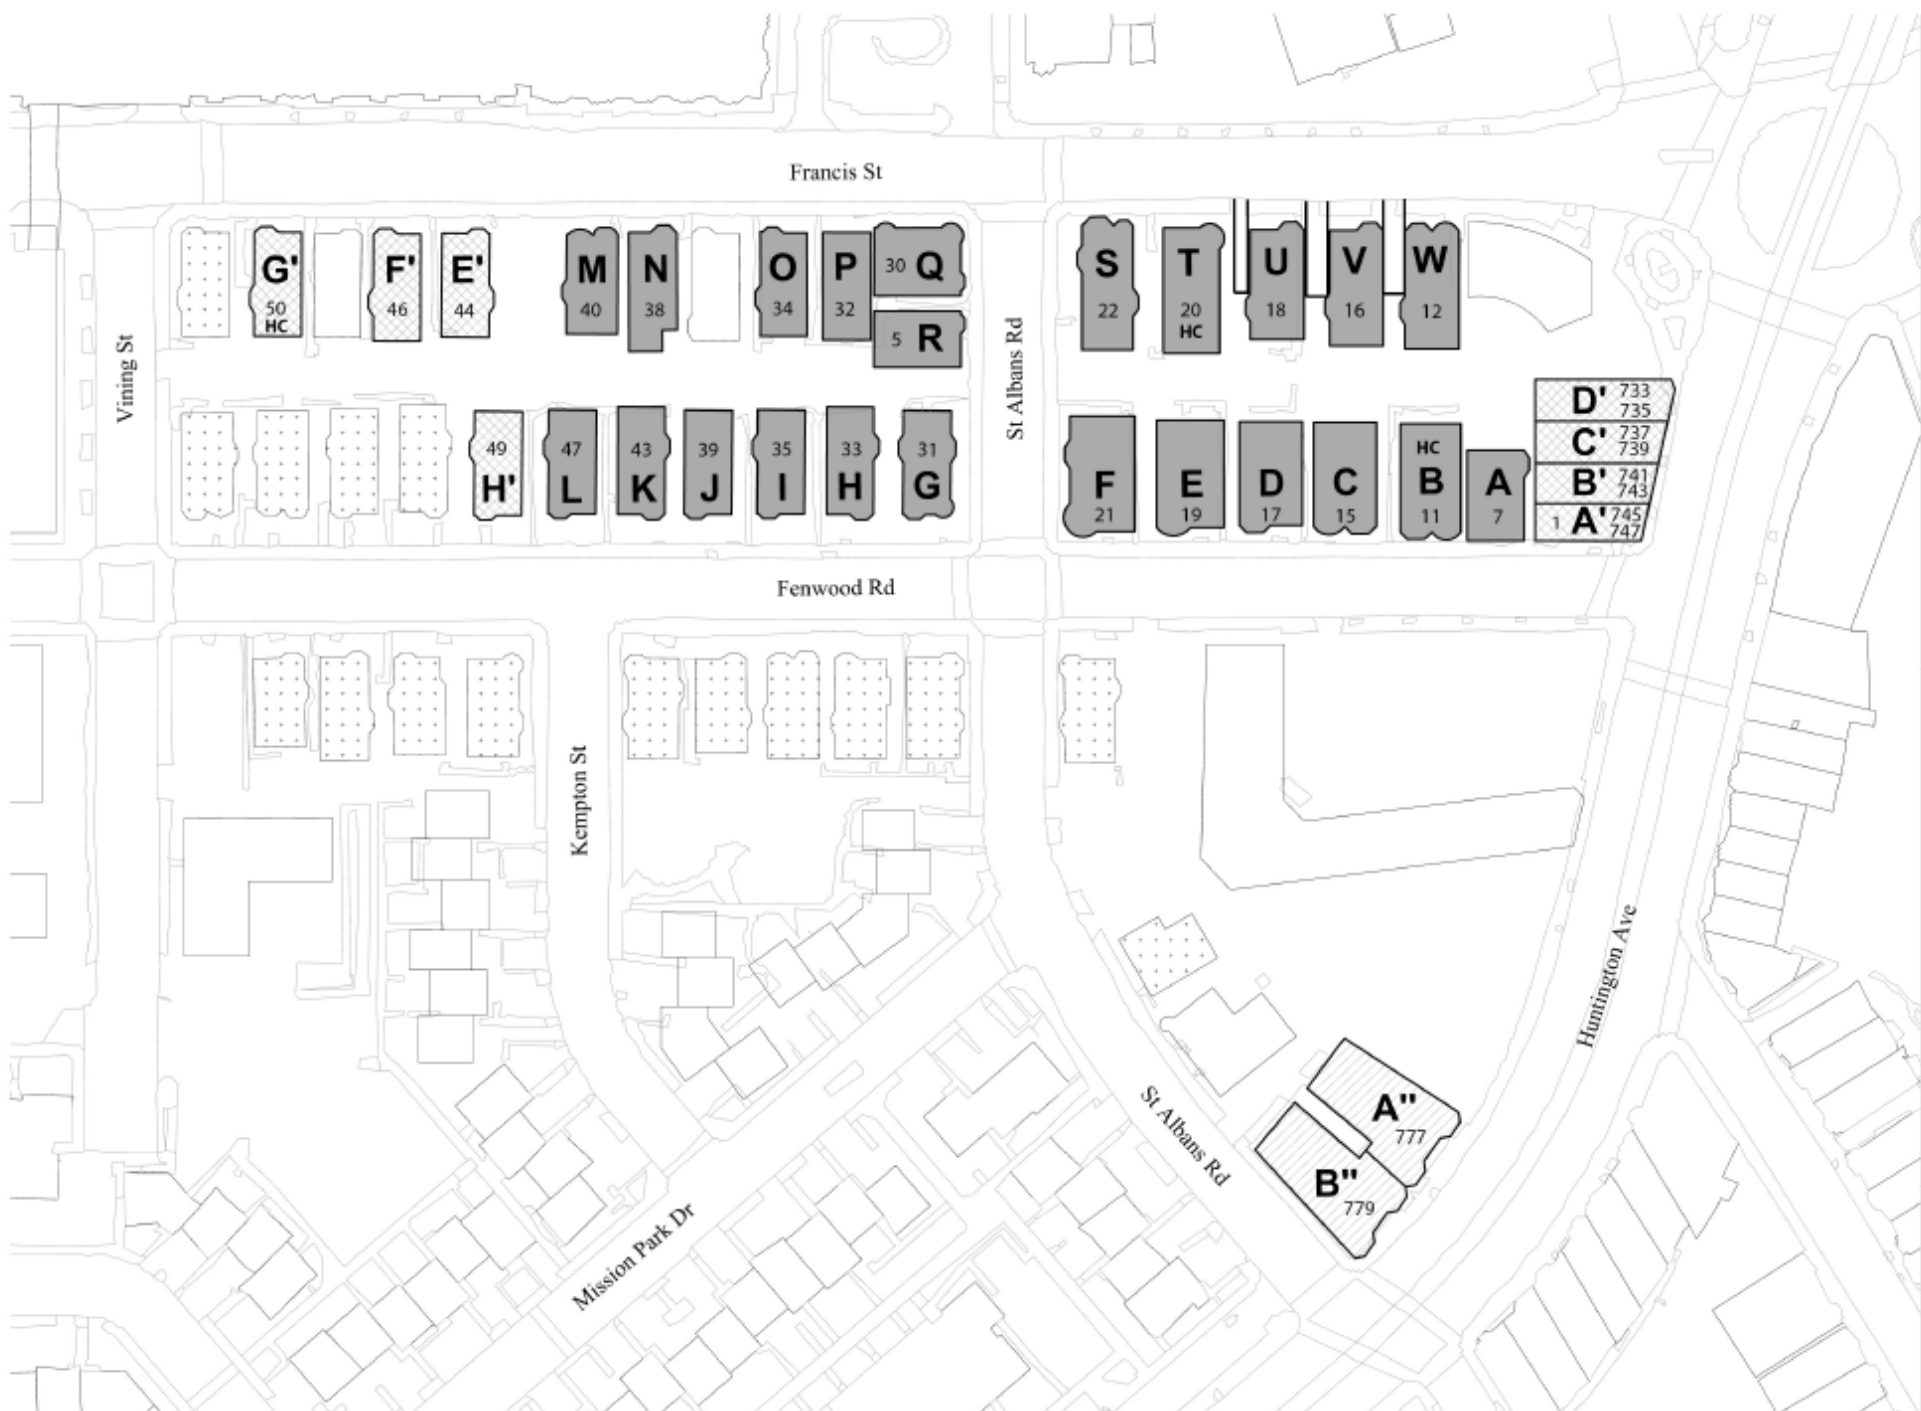 Francis St
G'
50
HC
F'
46
E'
44
M
40
N
38
O
34
P
32
30 Q
5 R
S
22
T
20
HC
U
18
V
16
W
12
Vining St
St Albans Rd
D' 733
735
C' 737
739
B' 741
743
1 A' 745
747
49
H'
47
L
43
K
39
J
35
I
33
H
31
G
F
21
E
19
D
17
C
15
HC
B
11
A
7
Fenwood Rd
Kempton St
Huntington Ave
St Albans Rd
A"
777
B"
779
Mission Park Dr